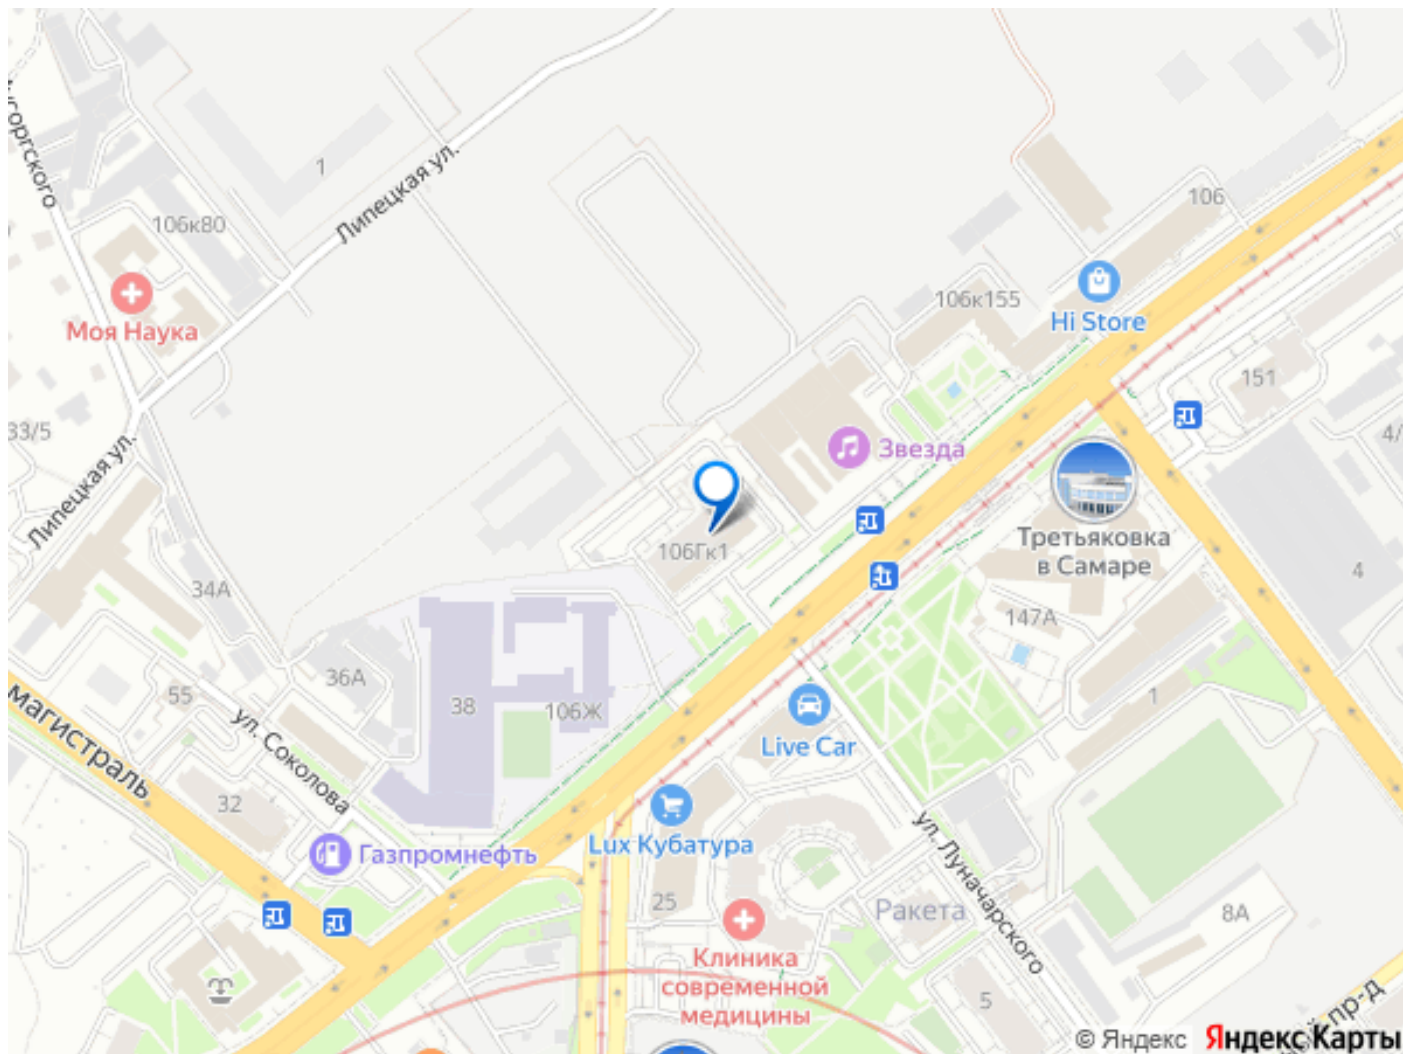 106
106к80
1
Липецкая ул.
Моя Наука
106к155
Hi Store
151
33/5
4/
Звезда
Липецкая ул.
106Гк1
Третьяковка
в Самаре
4
34А
147А
36А
55
38
106Ж
1
магистраль
ул. Соколова
Live Car
32
Газпромнефть
Lux Кубатура
ул. Луначарского
25
Ракета
8А
Клиника
современной
медицины
5
пр-д
© Яндекс Яндекс Карты